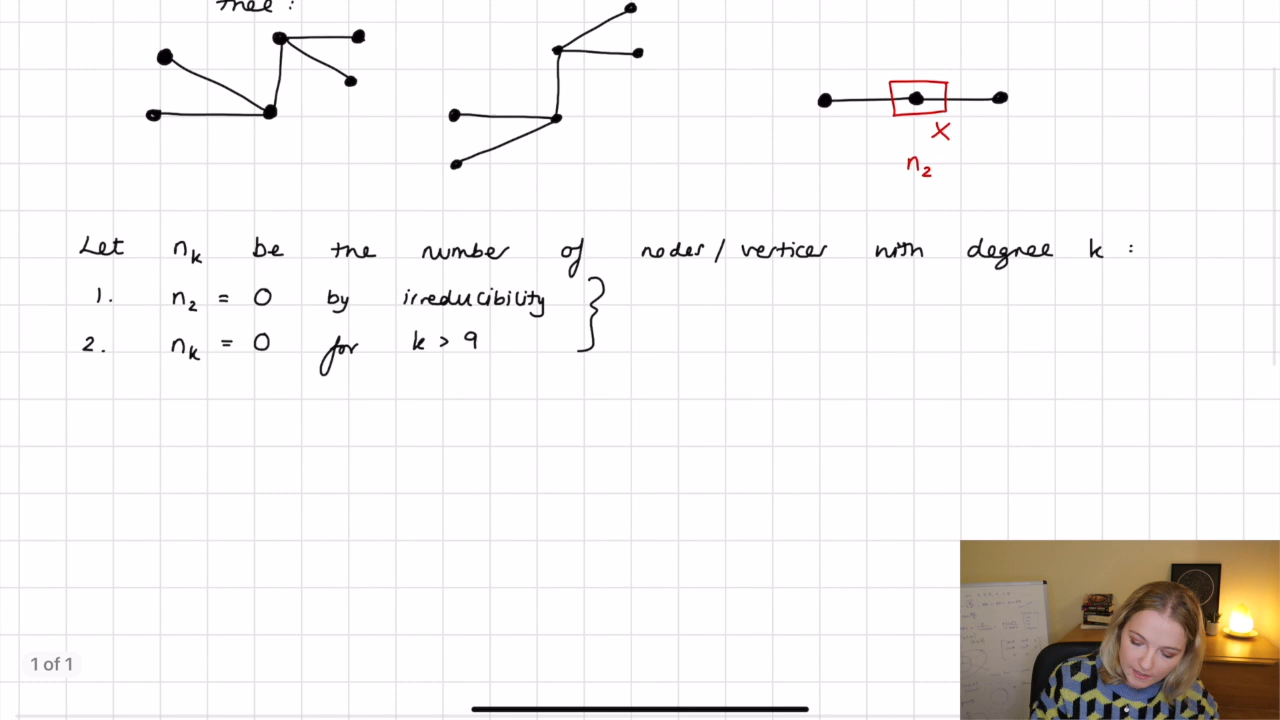 tree :
x
n₂
Let nₖ be the number of nodes / vertices with degree k :
1. n₂ = 0 by irreducibility }
2. nₖ = 0 for k > 9
1 of 1